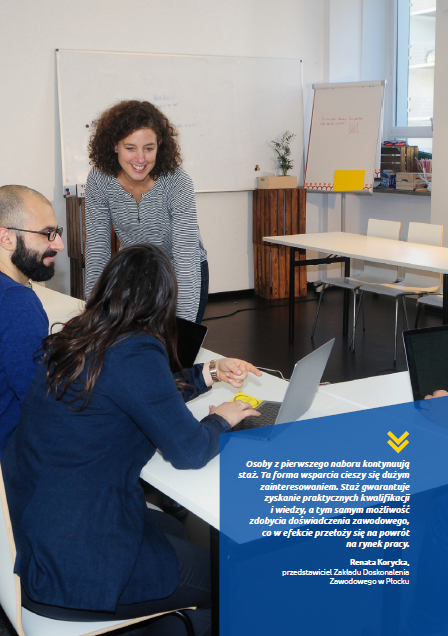 Osoby z pierwszego naboru kontynuują
staż. Ta forma wsparcia cieszy się dużym
zainteresowaniem. Staż gwarantuje
zyskanie praktycznych kwalifikacji
i wiedzy, a tym samym możliwość
zdobycia doświadczenia zawodowego,
co w efekcie przełoży się na powrót
na rynek pracy.
Renata Korycka,
przedstawiciel Zakładu Doskonalenia
Zawodowego w Płocku